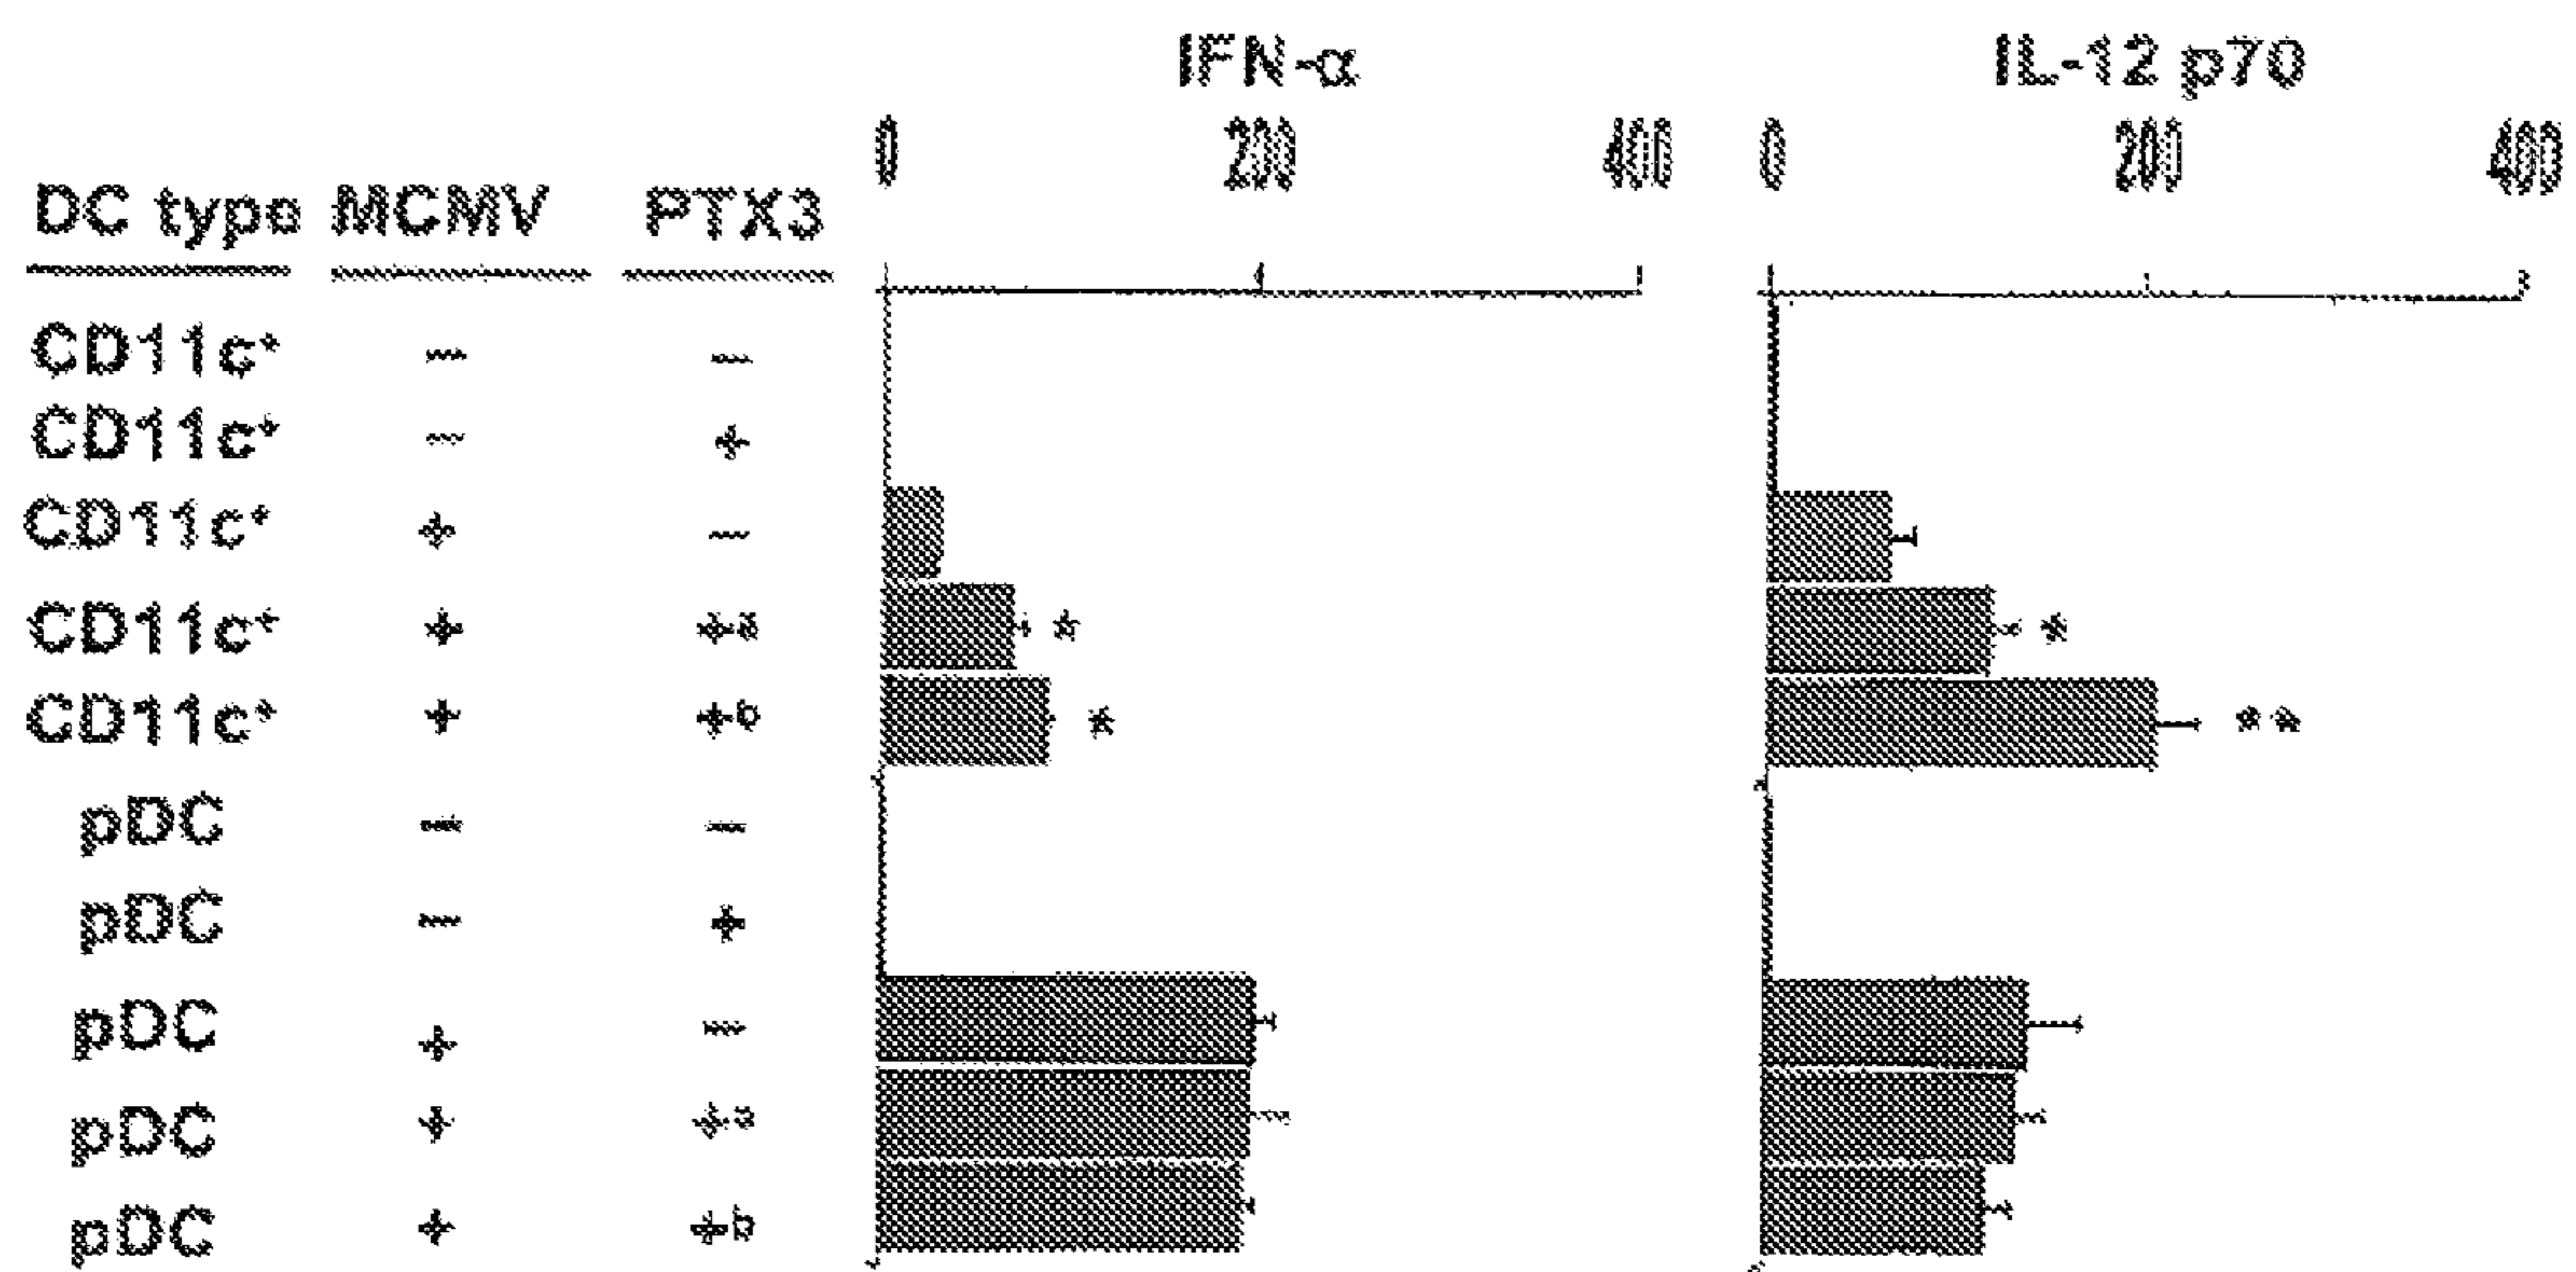 IFN-α IL-12 p70
0 200 400 0 200 400
DC type MCMV PTX3
CD11c⁺ − −
CD11c⁺ − +
CD11c⁺ + − 
CD11c⁺ + +a * *
CD11c⁺ + +b * **
pDC − −
pDC − +
pDC + −
pDC + +a
pDC + +b